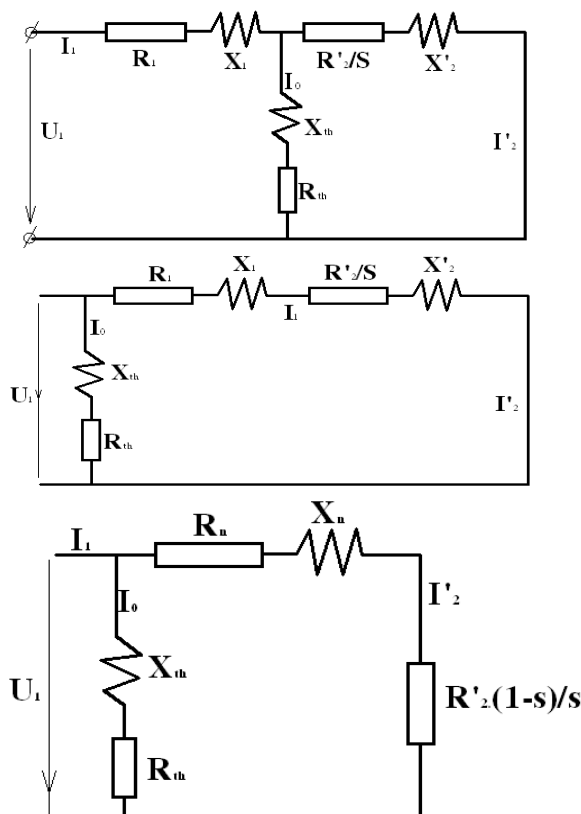 I₁ R₁ X₁ R'₂/S X'₂
I₀
U₁ Xth I'₂
Rth
R₁ X₁ R'₂/S X'₂
I₀ I₁
U₁ Xth I'₂
Rth
I₁ Rn Xn
I₀ I'₂
U₁ Xth R'₂.(1-s)/s
Rth